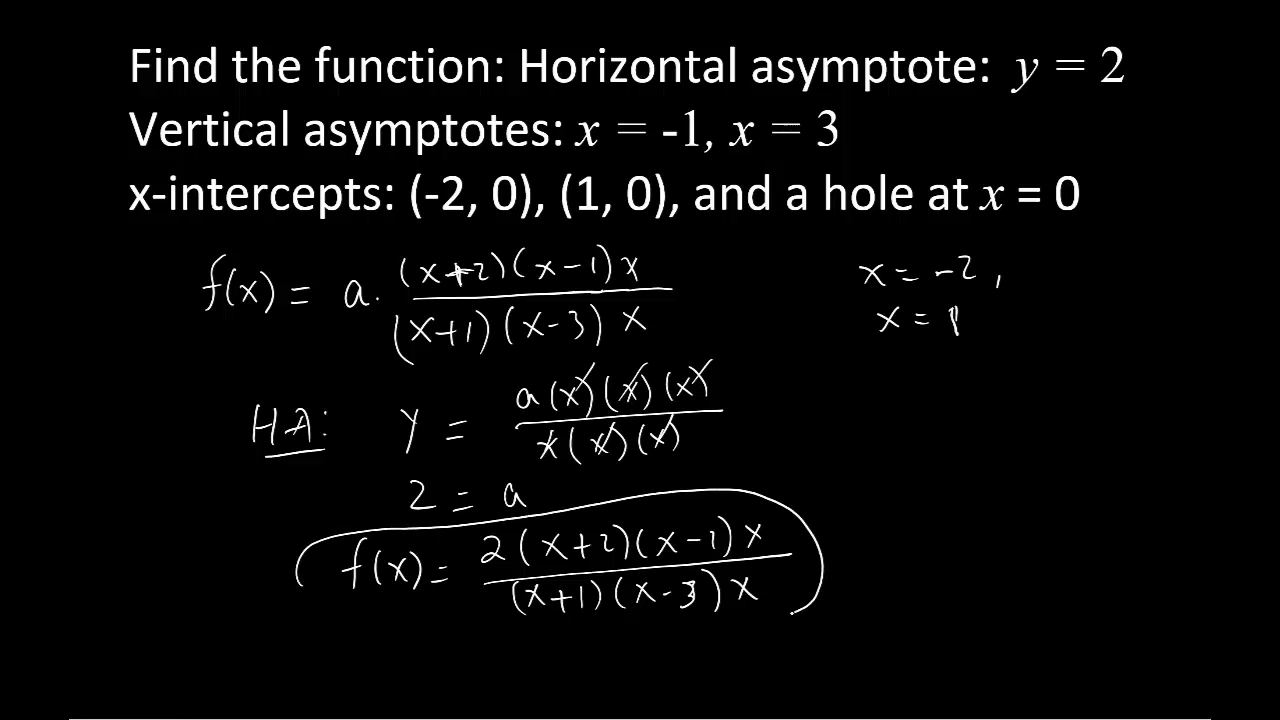 Find the function: Horizontal asymptote: y = 2
Vertical asymptotes: x = -1, x = 3
x-intercepts: (-2, 0), (1, 0), and a hole at x = 0
f(x) = a · (x+2)(x-1)x / (x+1)(x-3)x
x = -2,
x = 1
HA: y = a(x)(x)(x) / x(x)(x)
2 = a
f(x) = 2(x+2)(x-1)x / (x+1)(x-3)x